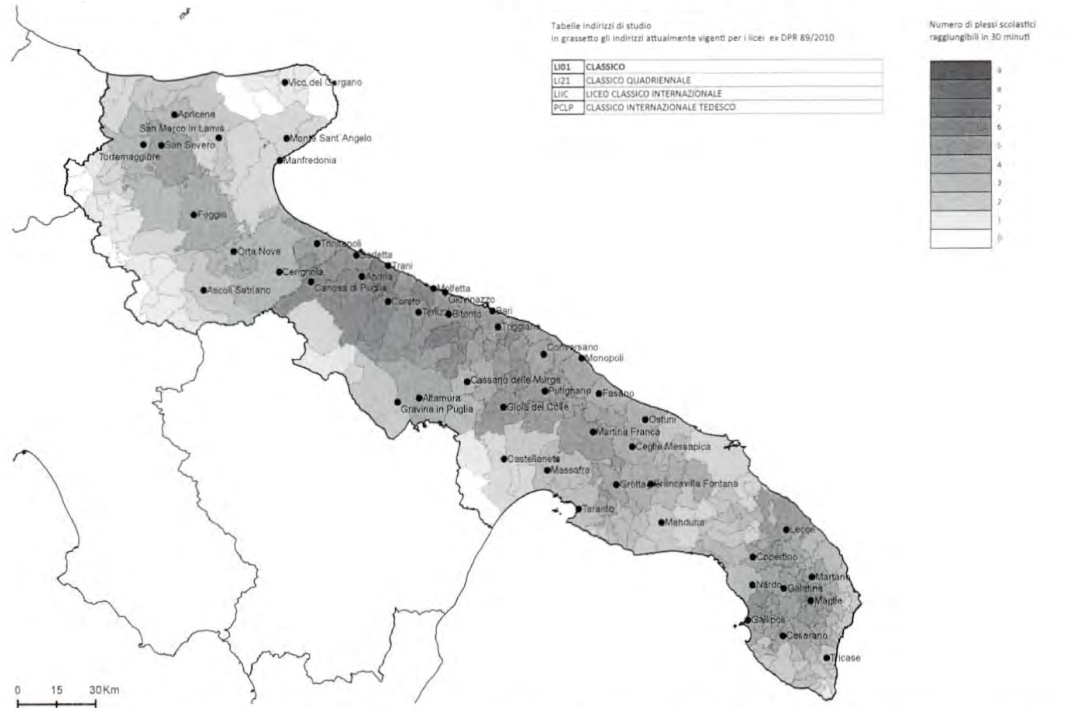 Tabelle indirizzi di studio
in grassetto gli indirizzi attualmente vigenti per i licei ex DPR 89/2010
LI01 CLASSICO
LI21 CLASSICO QUADRIENNALE
LIIC LICEO CLASSICO INTERNAZIONALE
PCLP CLASSICO INTERNAZIONALE TEDESCO
Numero di plessi scolastici
raggiungibili in 30 minuti
9
8
7
6
5
4
3
2
1
0
Vico del Gargano
Apricena
San Marco in Lamis
Monte Sant'Angelo
Torremaggiore
San Severo
Manfredonia
Foggia
Trinitapoli
Orta Nova
Barletta
Trani
Cerignola
Andria
Canosa di Puglia
Ascoli Satriano
Molfetta
Giovinazzo
Corato
Terlizzi
Bitonto
Bari
Triggiano
Conversano
Monopoli
Cassano delle Murge
Putignano
Fasano
Altamura
Gravina in Puglia
Gioia del Colle
Ostuni
Martina Franca
Ceglie Messapica
Castellaneta
Massafra
Grotta
Francavilla Fontana
Taranto
Manduria
Lecce
Copertino
Martano
Nardò
Galatina
Maglie
Gallipoli
Casarano
Tricase
0 15 30 Km